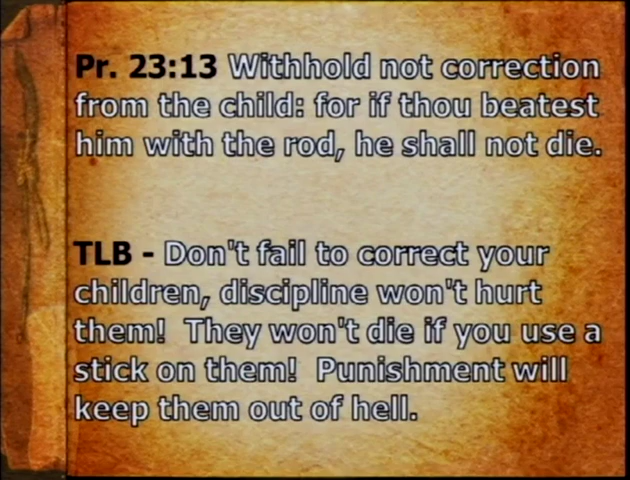 Pr. 23:13 Withhold not correction
from the child: for if thou beatest
him with the rod, he shall not die.
TLB - Don't fail to correct your
children, discipline won't hurt
them!  They won't die if you use a
stick on them!  Punishment will
keep them out of hell.